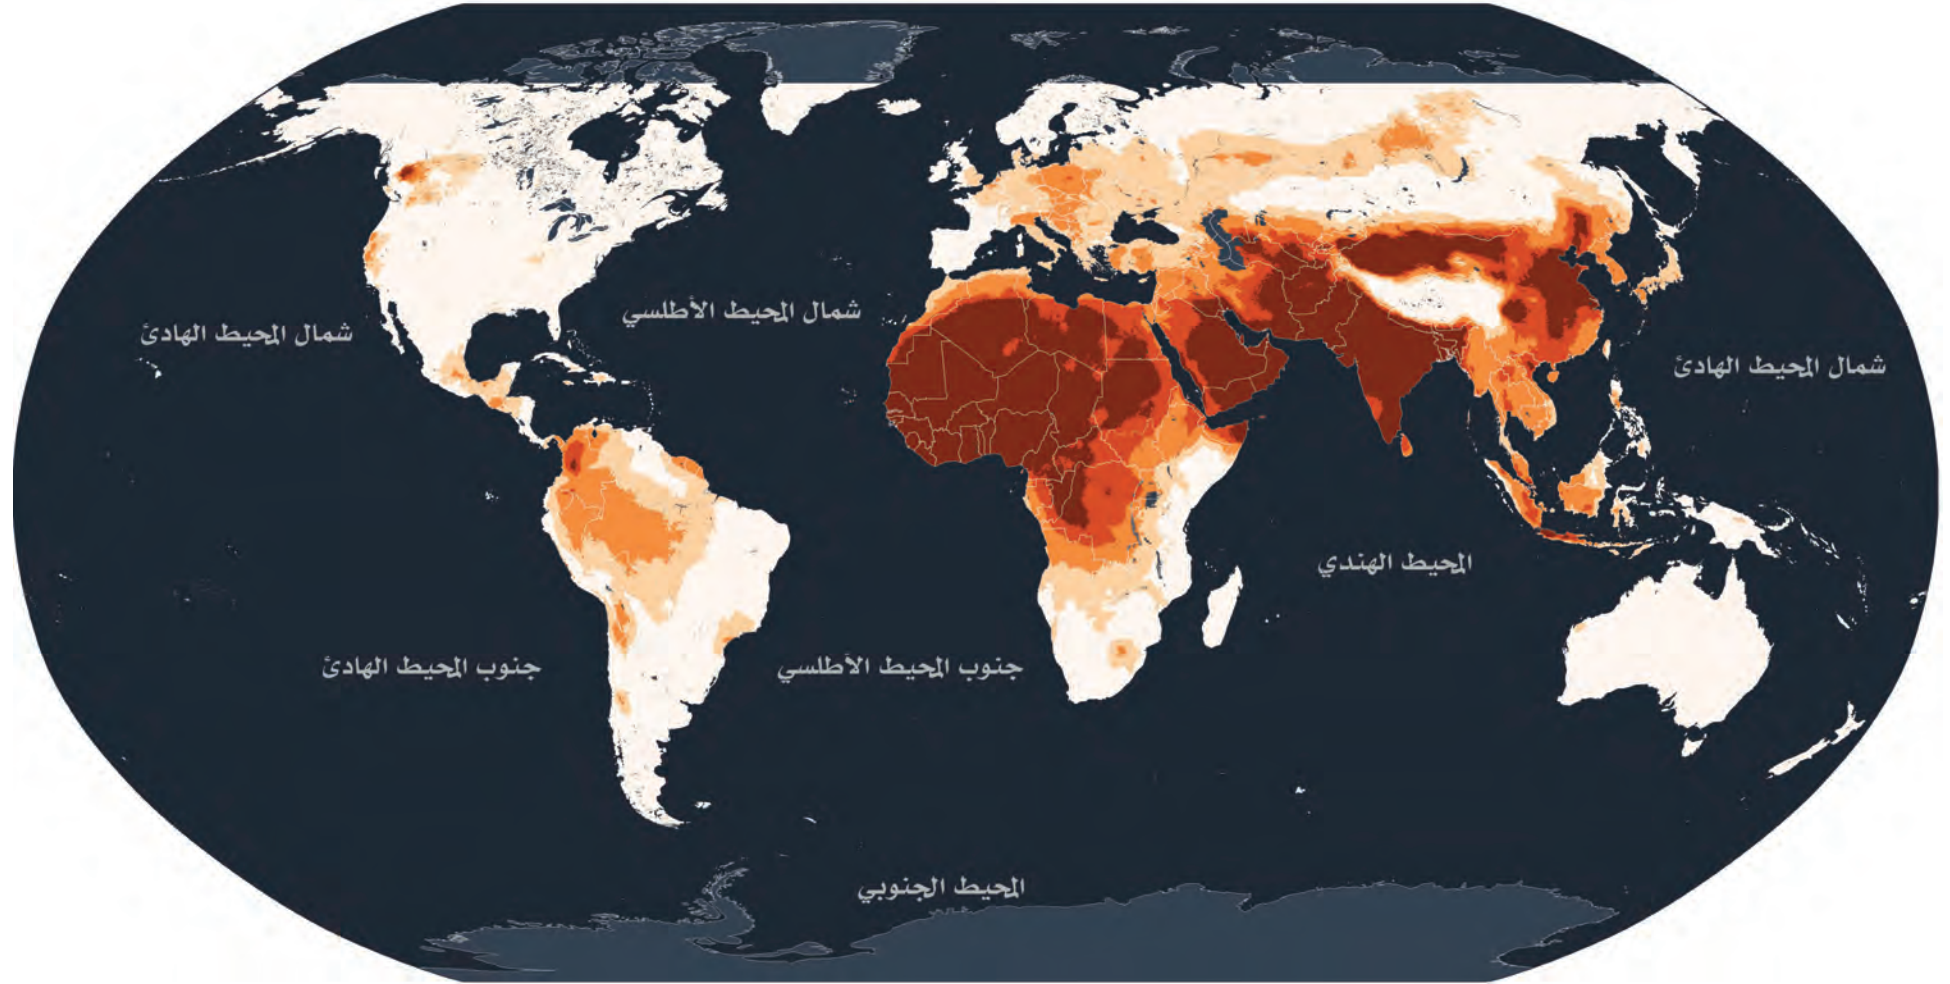 شمال المحيط الأطلسي
شمال المحيط الهادئ
شمال المحيط الهادئ
المحيط الهندي
جنوب المحيط الأطلسي
جنوب المحيط الهادئ
المحيط الجنوبي